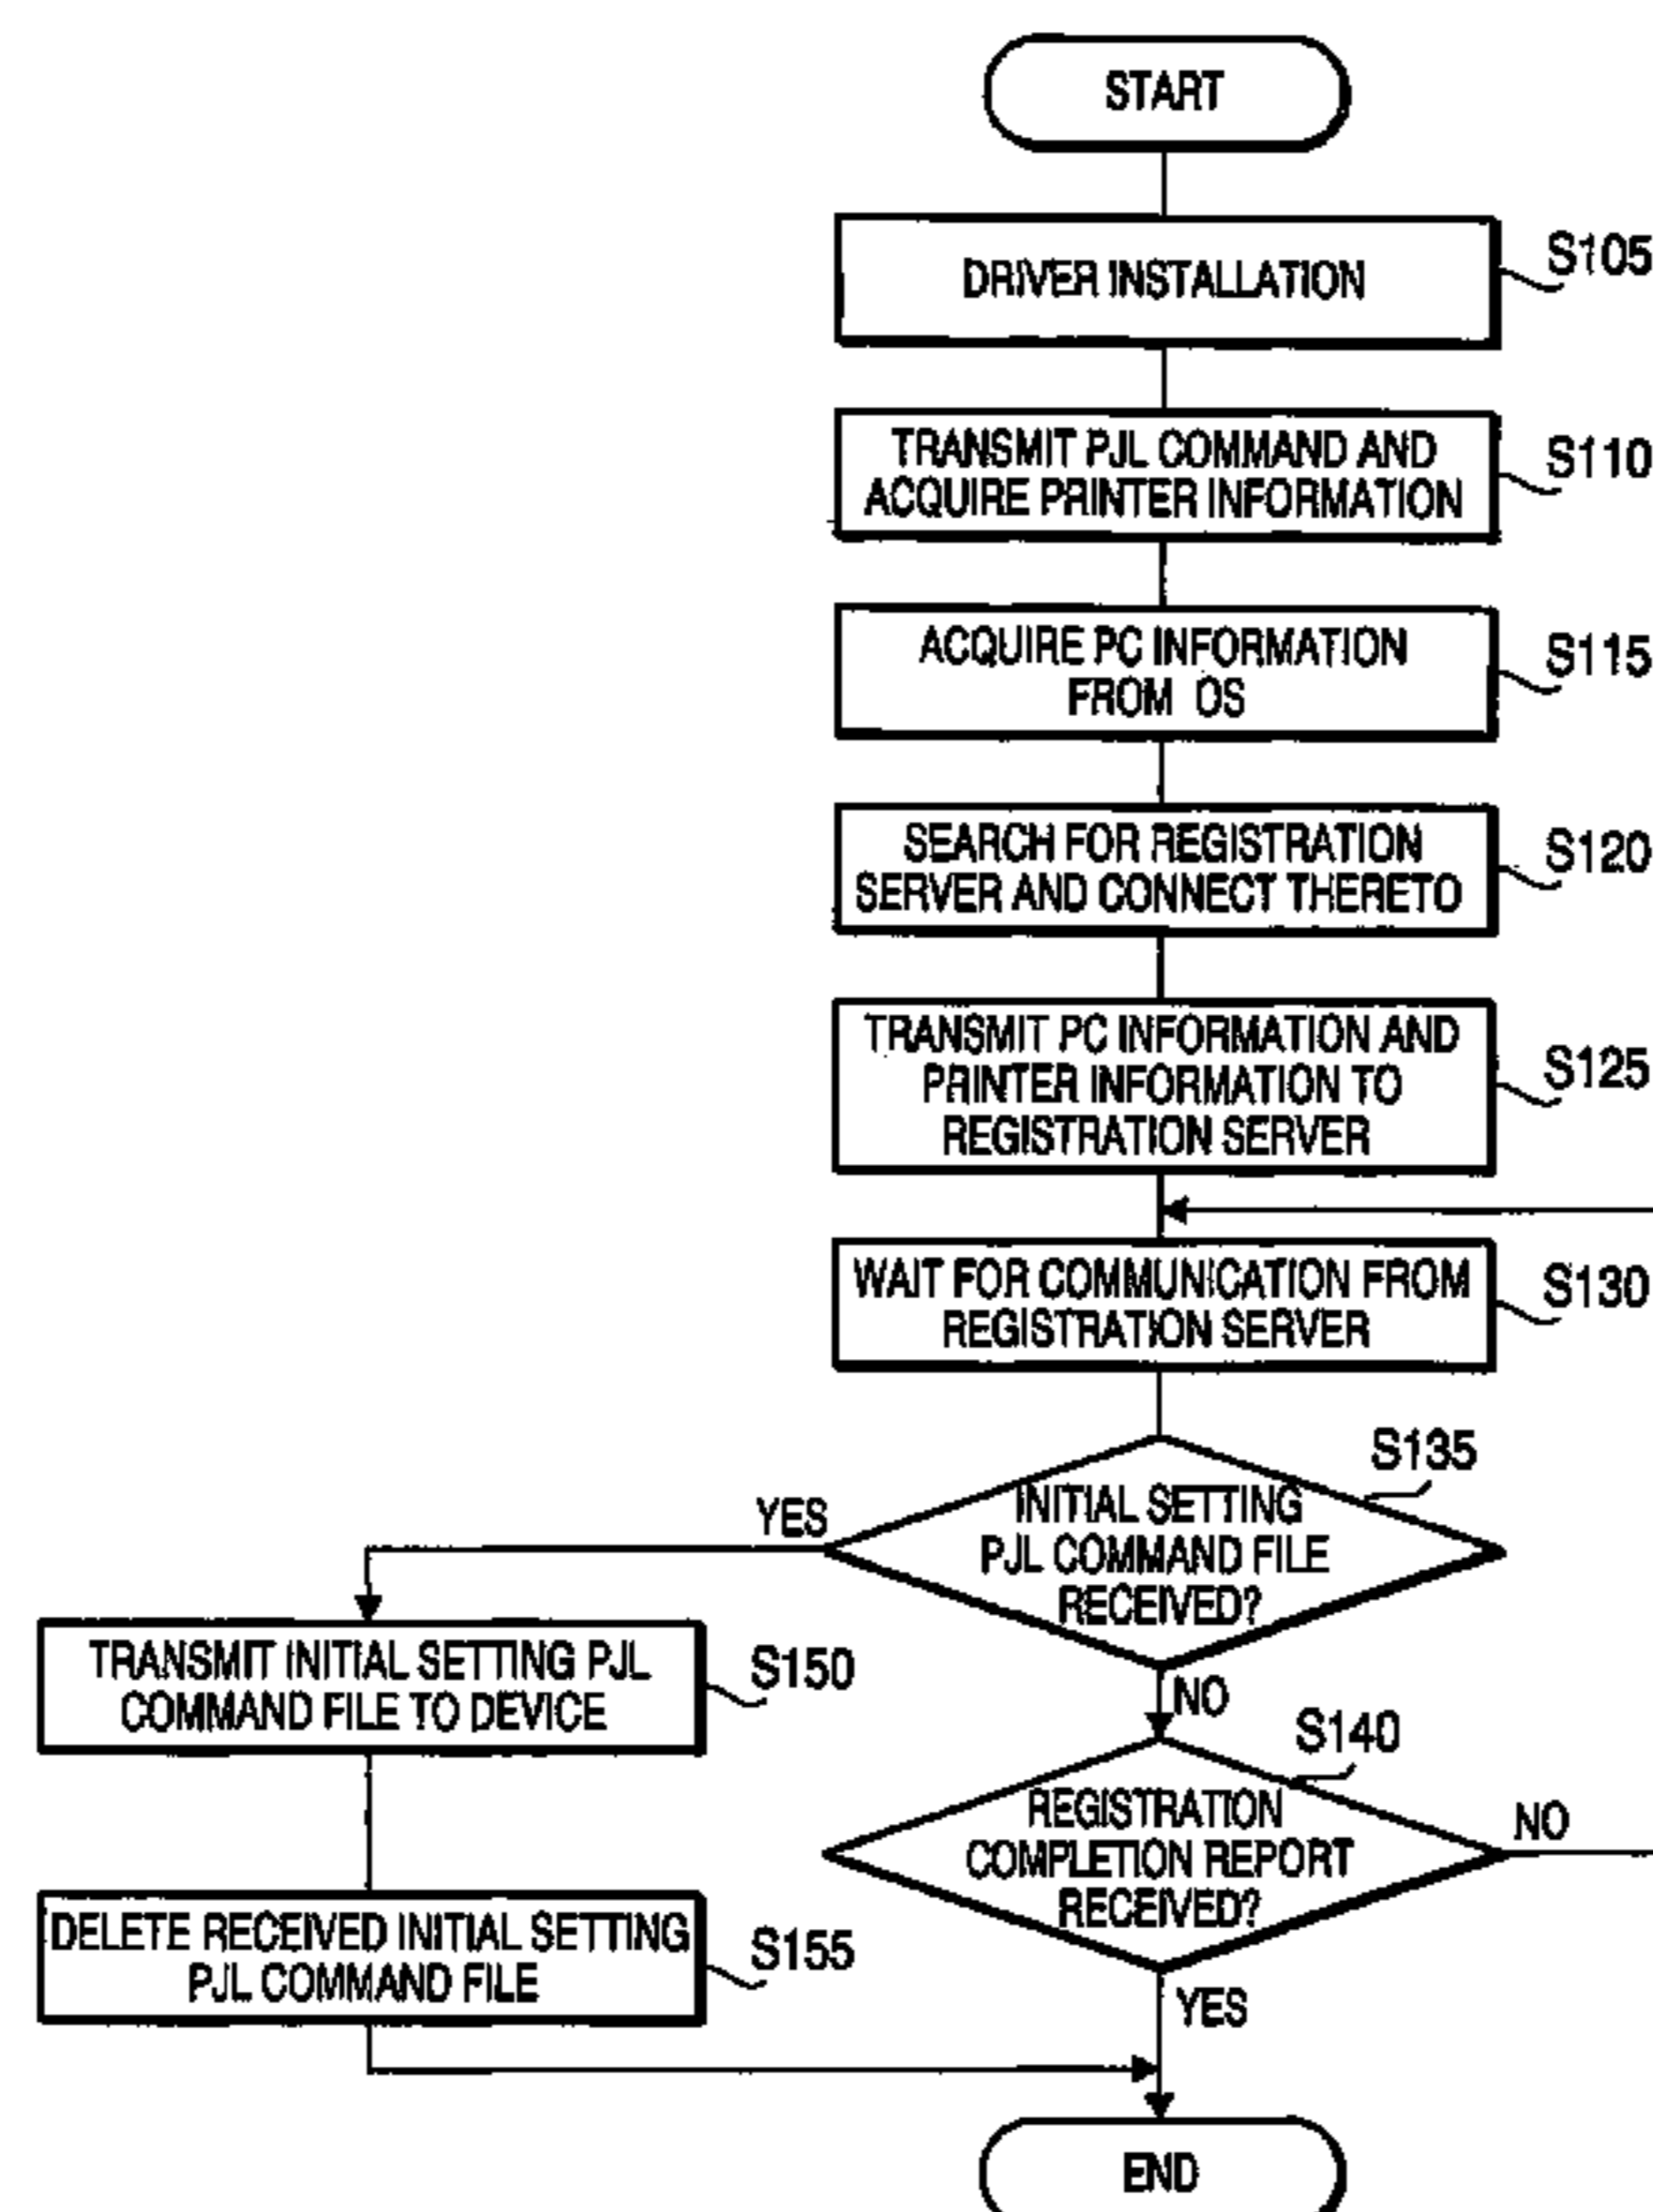 START
DRIVER INSTALLATION
S105
TRANSMIT PJL COMMAND AND
ACQUIRE PRINTER INFORMATION
S110
ACQUIRE PC INFORMATION
FROM OS
S115
SEARCH FOR REGISTRATION
SERVER AND CONNECT THERETO
S120
TRANSMIT PC INFORMATION AND
PRINTER INFORMATION TO
REGISTRATION SERVER
S125
WAIT FOR COMMUNICATION FROM
REGISTRATION SERVER
S130
S135
INITIAL SETTING
PJL COMMAND FILE
RECEIVED?
YES
NO
TRANSMIT INITIAL SETTING PJL
COMMAND FILE TO DEVICE
S150
S140
REGISTRATION
COMPLETION REPORT
RECEIVED?
NO
YES
DELETE RECEIVED INITIAL SETTING
PJL COMMAND FILE
S155
END